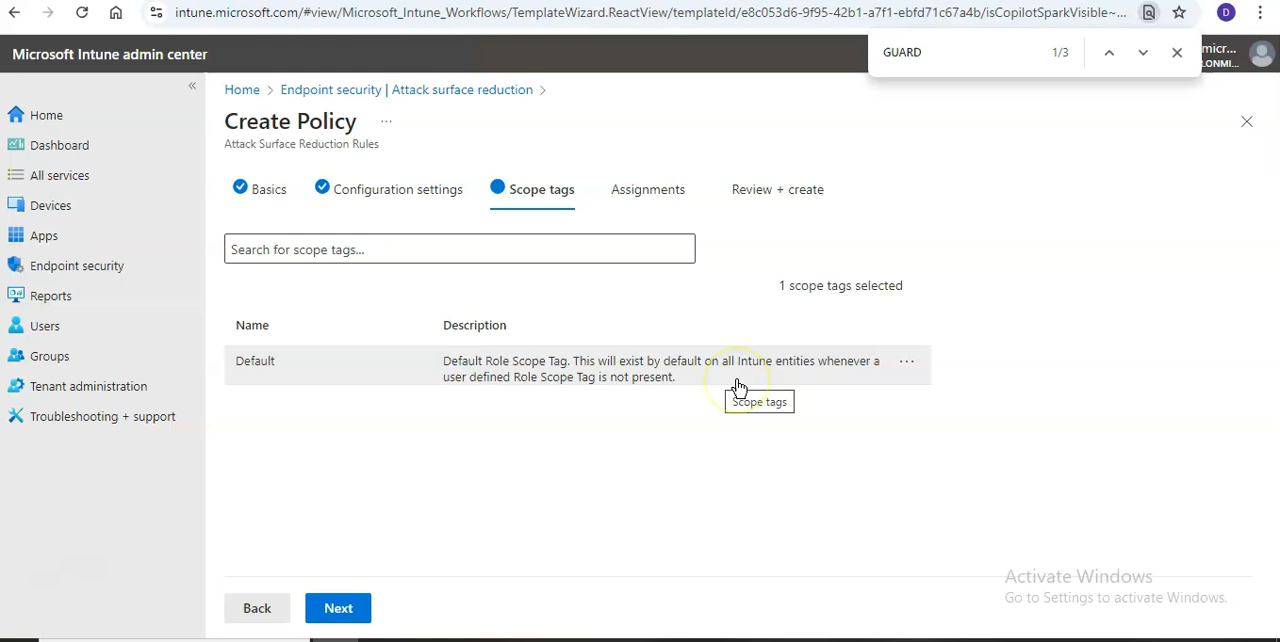 intune.microsoft.com/#view/Microsoft_Intune_Workflows/TemplateWizard.ReactView/templateId/e8c053d6-9f95-42b1-a7f1-ebfd71c67a4b/isCopilotSparkVisible~...
D
Microsoft Intune admin center
GUARD
1/3
micr...
.ONMI...
Home
Dashboard
All services
Devices
Apps
Endpoint security
Reports
Users
Groups
Tenant administration
Troubleshooting + support
Home > Endpoint security | Attack surface reduction >
Create Policy ...
Attack Surface Reduction Rules
Basics Configuration settings Scope tags Assignments Review + create
Search for scope tags...
1 scope tags selected
Name Description
Default Default Role Scope Tag. This will exist by default on all Intune entities whenever a ...
user defined Role Scope Tag is not present.
Scope tags
Activate Windows
Go to Settings to activate Windows.
Back Next